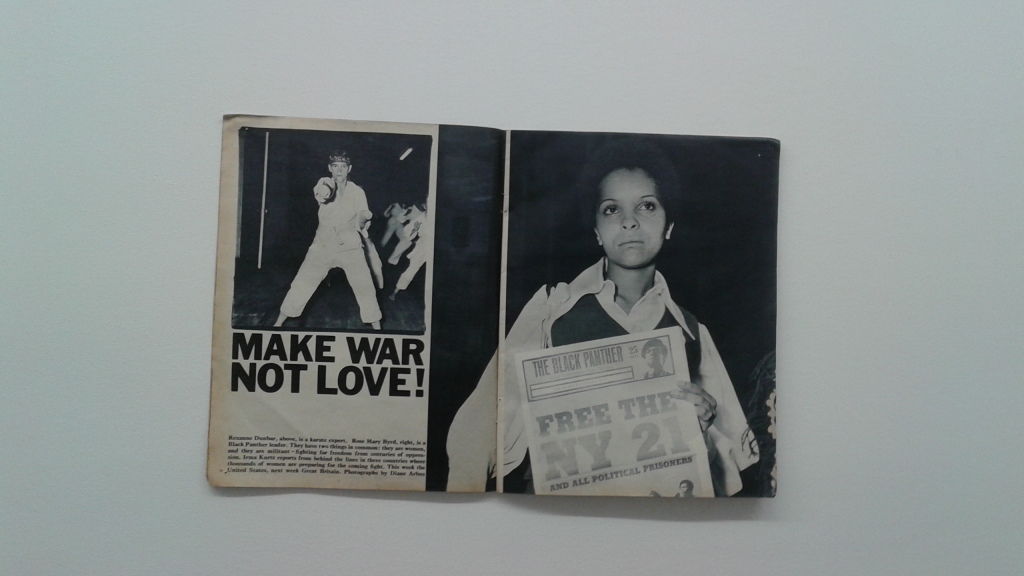 MAKE WAR
NOT LOVE!
Roxanne Dunbar, above, is a karate expert. Rose Mary Byrd, right, is a
Black Panther leader. They have two things in common: they are women,
and they are militant - fighting for freedom from centuries of oppres-
sion. Irma Kurtz reports from behind the lines in three countries where
thousands of women are preparing for the coming fight. This week the
United States, next week Great Britain. Photographs by Diane Arbus
THE BLACK PANTHER
25
FREE THE
NY 21
AND ALL POLITICAL PRISONERS